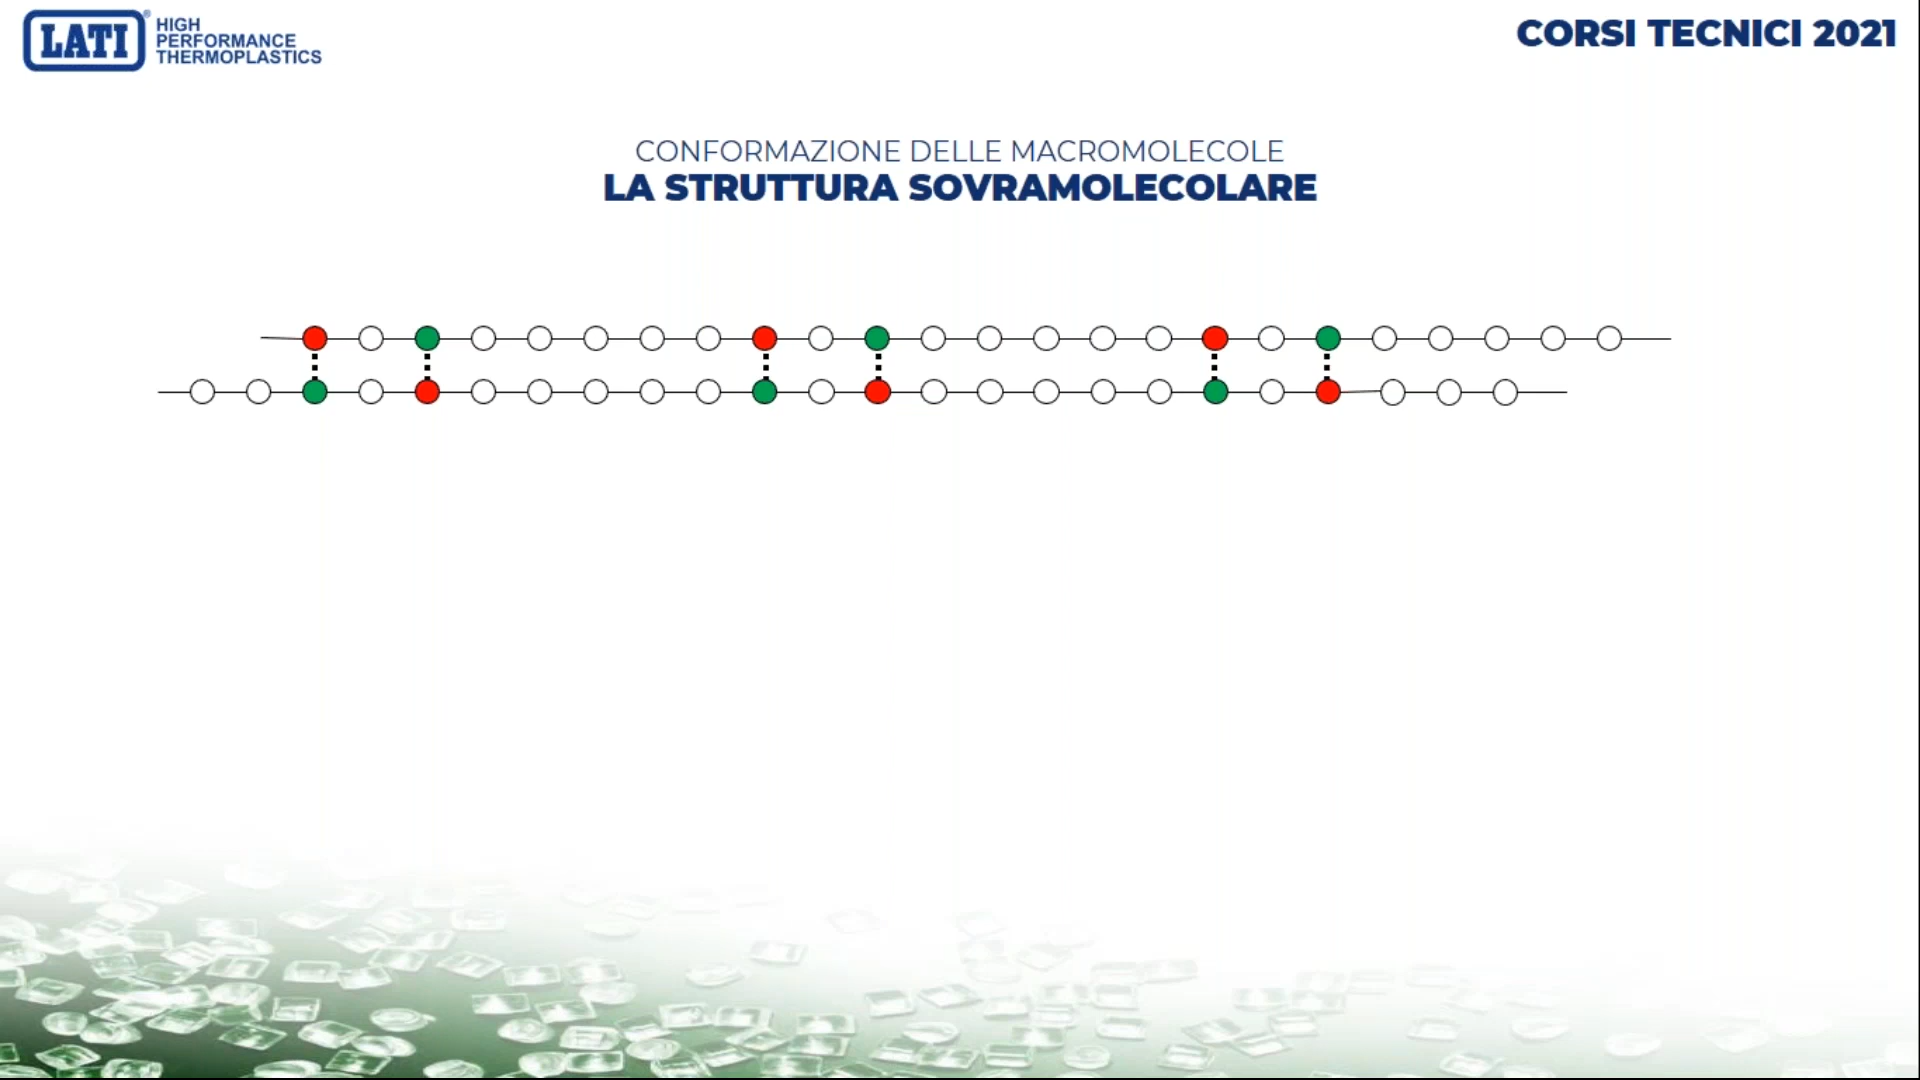 LATI®
HIGH
PERFORMANCE
THERMOPLASTICS
CORSI TECNICI 2021
CONFORMAZIONE DELLE MACROMOLECOLE
LA STRUTTURA SOVRAMOLECOLARE